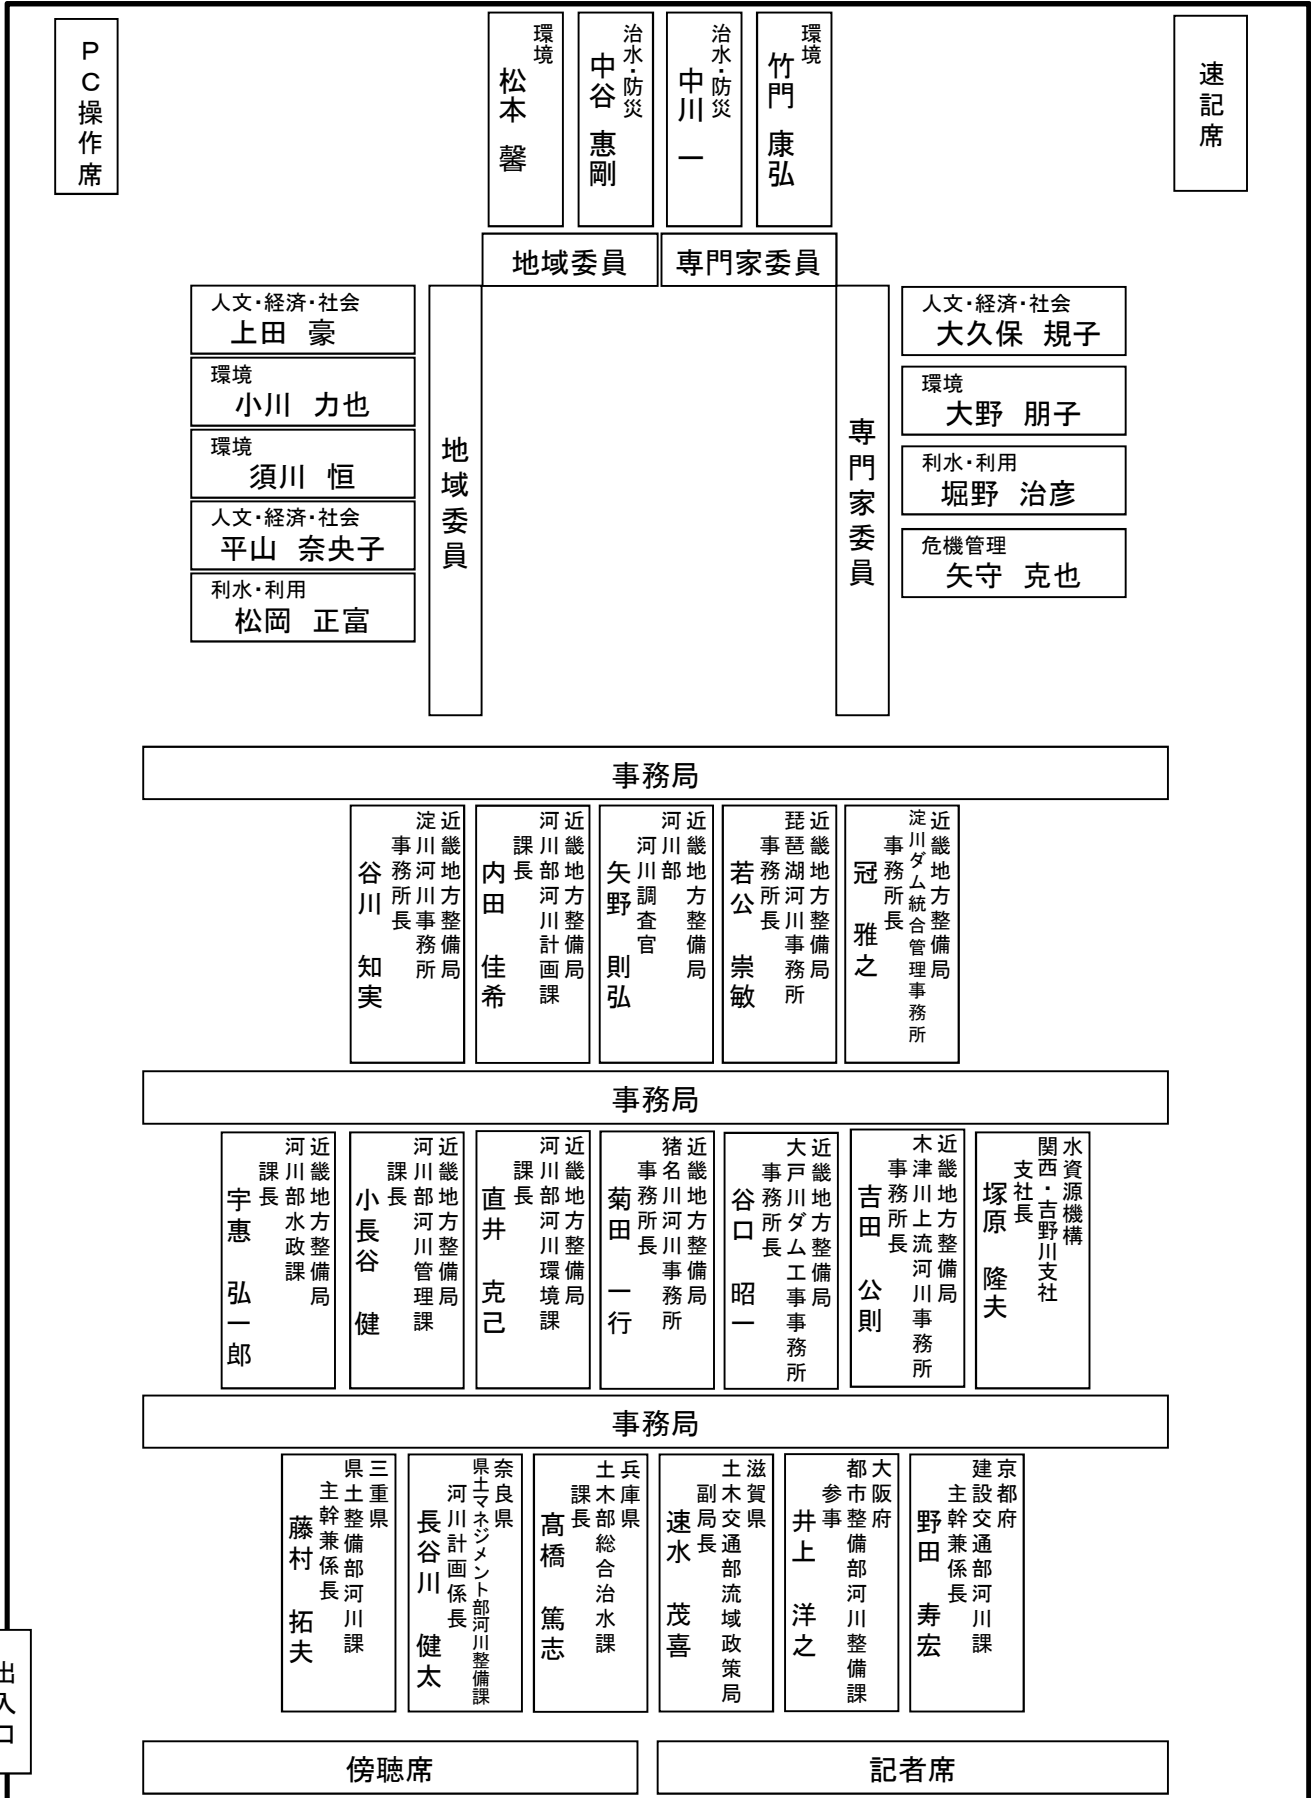 PC操作席
環境
松本 馨
治水・防災
中谷 惠剛
治水・防災
中川 一
環境
竹門 康弘
速記席
地域委員
専門家委員
人文・経済・社会
上田 豪
環境
小川 力也
環境
須川 恒
人文・経済・社会
平山 奈央子
利水・利用
松岡 正富
地域委員
専門家委員
人文・経済・社会
大久保 規子
環境
大野 朋子
利水・利用
堀野 治彦
危機管理
矢守 克也
事務局
近畿地方整備局
淀川河川事務所
事務所長
谷川 知実
近畿地方整備局
河川部河川計画課
課長
内田 佳希
近畿地方整備局
河川部
河川調査官
矢野 則弘
近畿地方整備局
琵琶湖河川事務所
事務所長
若公 崇敏
近畿地方整備局
淀川ダム統合管理事務所
事務所長
冠 雅之
事務局
近畿地方整備局
河川部水政課
課長
宇惠 弘一郎
近畿地方整備局
河川部河川管理課
課長
小長谷 健
近畿地方整備局
河川部河川環境課
課長
直井 克己
近畿地方整備局
猪名川河川事務所
事務所長
菊田 一行
近畿地方整備局
大戸川ダム工事事務所
事務所長
谷口 昭一
近畿地方整備局
木津川上流河川事務所
事務所長
吉田 公則
水資源機構
関西・吉野川支社
支社長
塚原 隆夫
事務局
三重県
県土整備部河川課
主幹兼係長
藤村 拓夫
奈良県
県土マネジメント部河川整備課
河川計画係長
長谷川 健太
兵庫県
土木部総合治水課
課長
髙橋 篤志
滋賀県
土木交通部流域政策局
副局長
速水 茂喜
大阪府
都市整備部河川整備課
参事
井上 洋之
京都府
建設交通部河川課
主幹兼係長
野田 寿宏
出入口
傍聴席
記者席